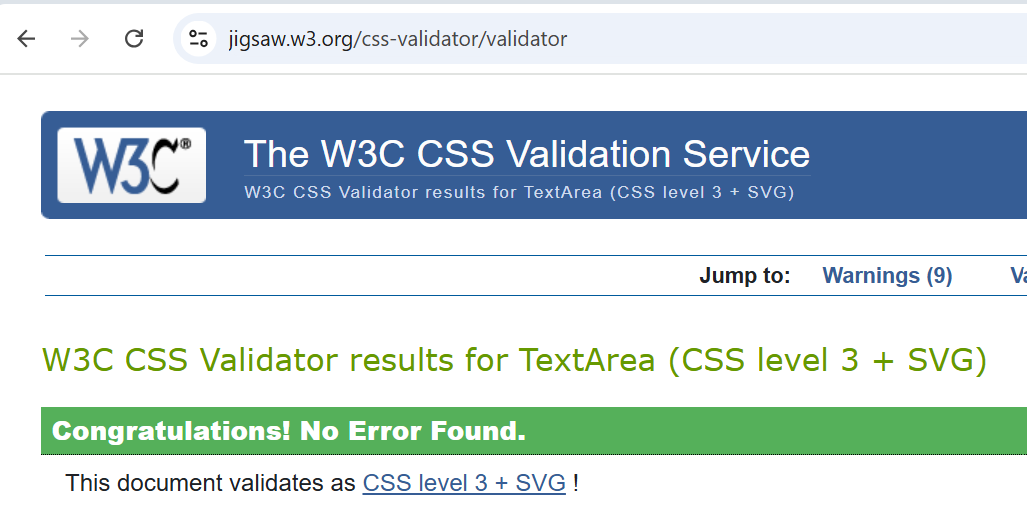 jigsaw.w3.org/css-validator/validator
W3C®
The W3C CSS Validation Service
W3C CSS Validator results for TextArea (CSS level 3 + SVG)
Jump to: Warnings (9) Va
W3C CSS Validator results for TextArea (CSS level 3 + SVG)
Congratulations! No Error Found.
This document validates as CSS level 3 + SVG !